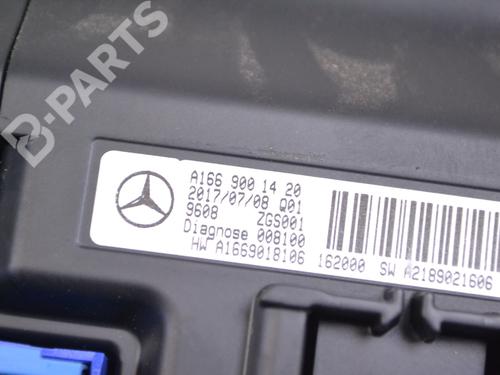 A166 900 14 20
2017/07/08 Q01
9608 ZGS001
Diagnose 008100
HW A1669018106 162000 SW A2189021606
B-PARTS